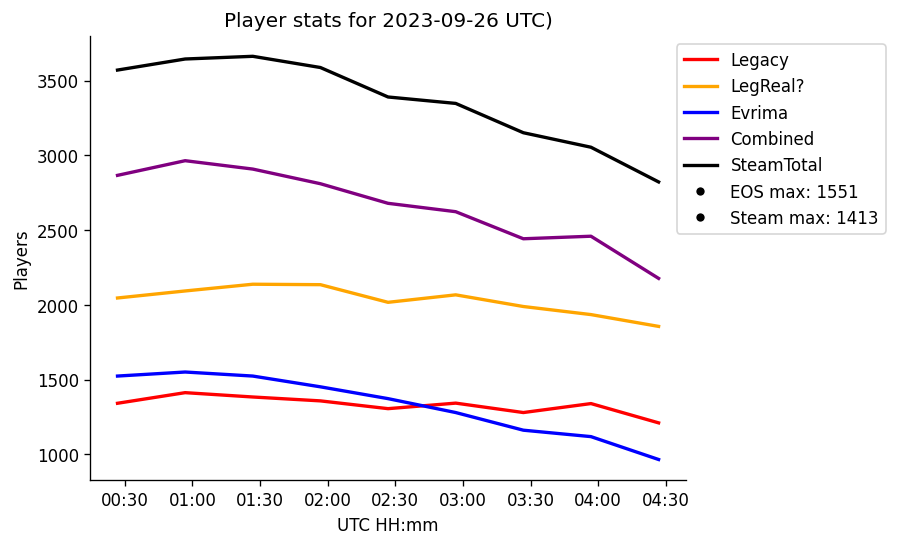 Player stats for 2023-09-26 UTC)
Players
3500
3000
2500
2000
1500
1000
00:30 01:00 01:30 02:00 02:30 03:00 03:30 04:00 04:30
UTC HH:mm
Legacy
LegReal?
Evrima
Combined
SteamTotal
EOS max: 1551
Steam max: 1413